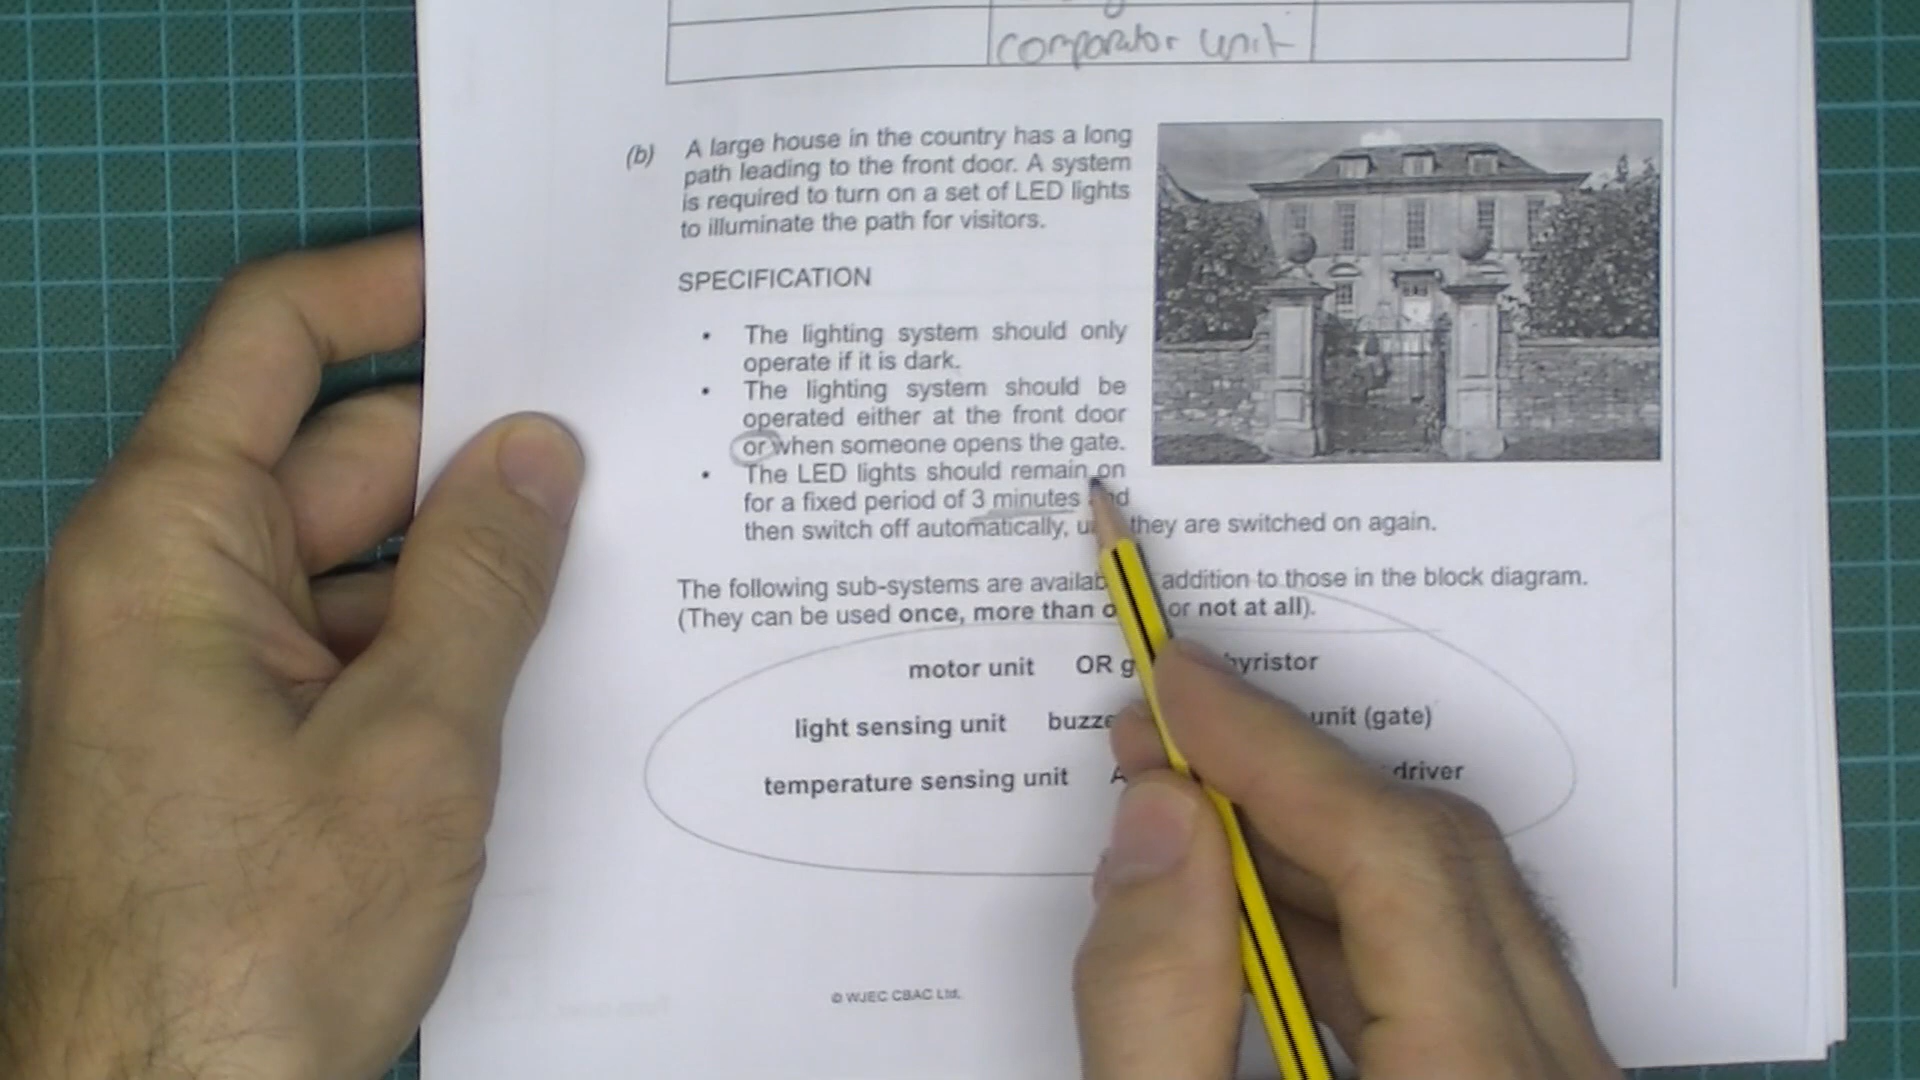 comparator unit
(b) A large house in the country has a long
path leading to the front door. A system
is required to turn on a set of LED lights
to illuminate the path for visitors.
SPECIFICATION
• The lighting system should only
operate if it is dark.
• The lighting system should be
operated either at the front door
or when someone opens the gate.
• The LED lights should remain on
for a fixed period of 3 minutes
then switch off automatically, they are switched on again.
The following sub-systems are addition to those in the block diagram.
(They can be used once, more than or not at all).
motor unit OR
light sensing unit unit (gate)
temperature sensing unit driver
© WJEC CBAC Ltd.